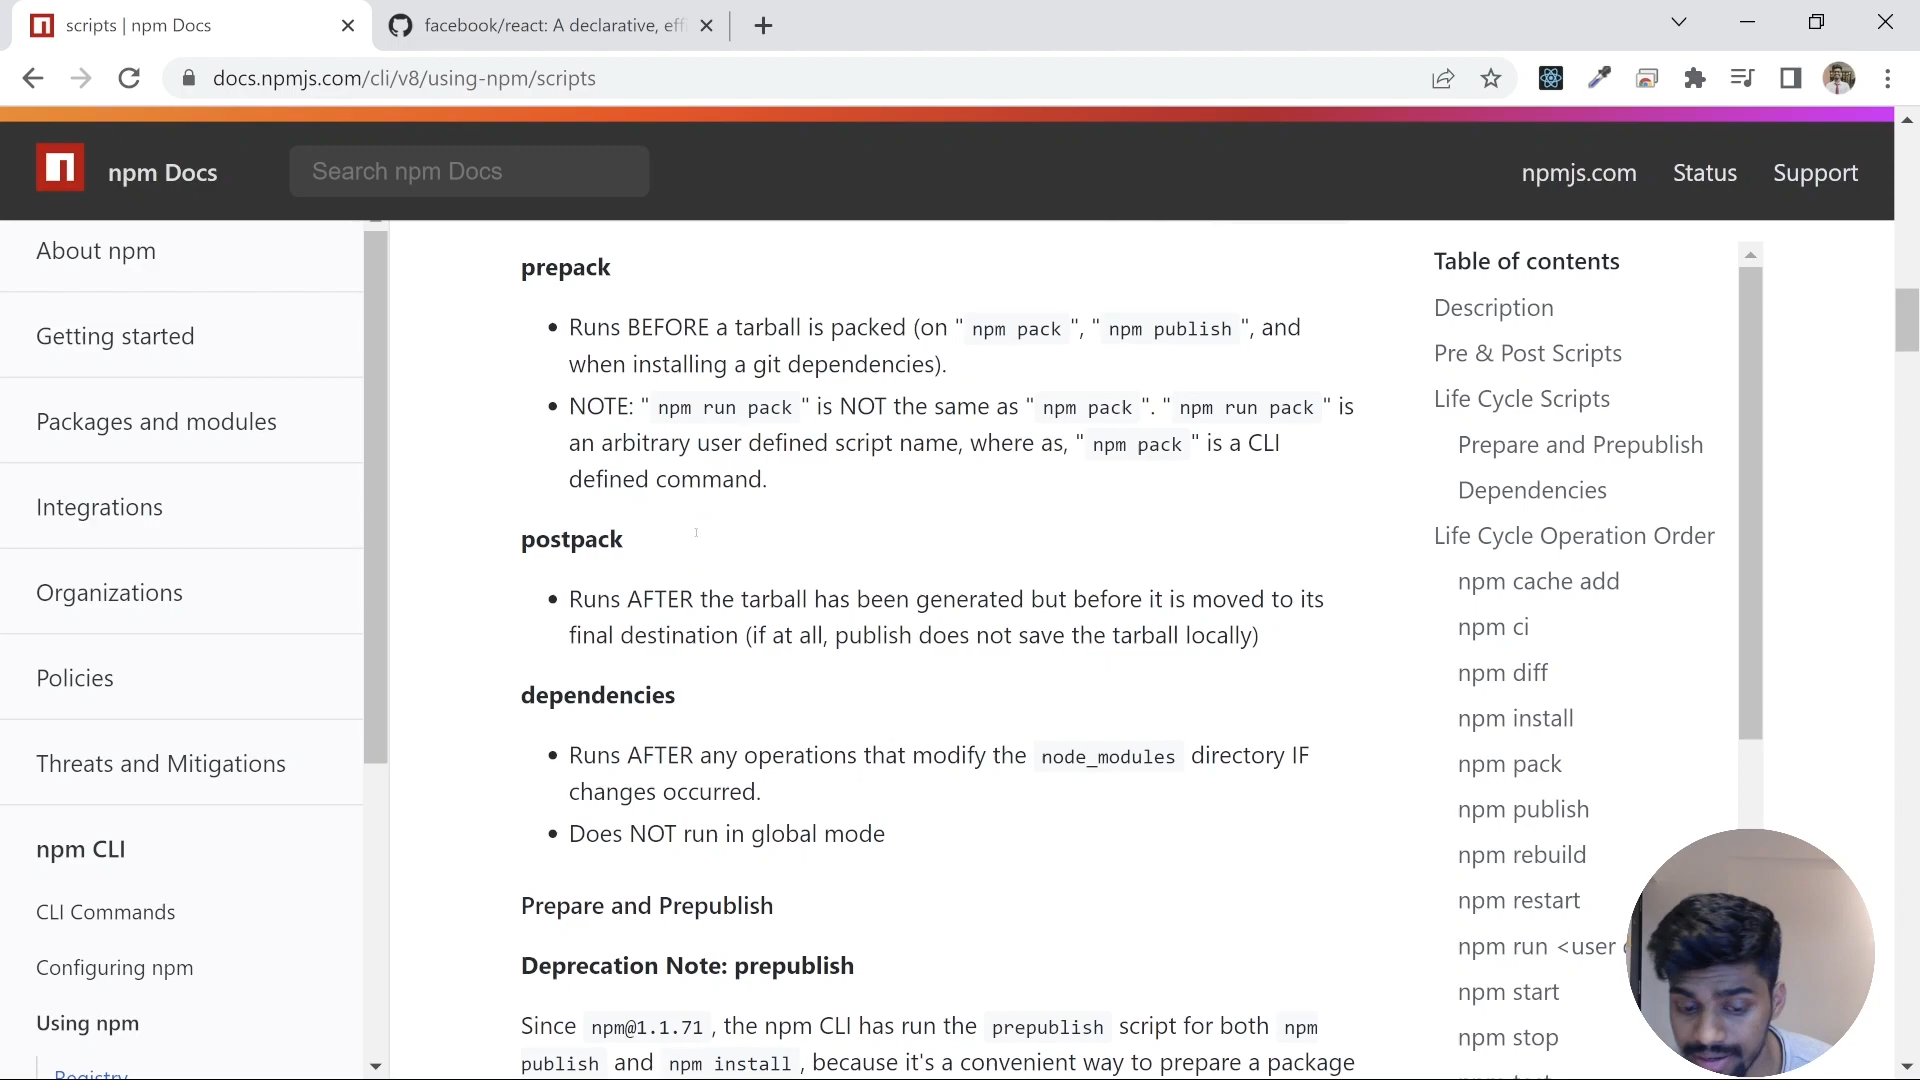 scripts | npm Docs
facebook/react: A declarative, effi
docs.npmjs.com/cli/v8/using-npm/scripts
npm Docs
Search npm Docs
npmjs.com
Status
Support
About npm
Getting started
Packages and modules
Integrations
Organizations
Policies
Threats and Mitigations
npm CLI
CLI Commands
Configuring npm
Using npm
Registry
prepack
• Runs BEFORE a tarball is packed (on " npm pack ", " npm publish ", and
when installing a git dependencies).
• NOTE: " npm run pack " is NOT the same as " npm pack ". " npm run pack " is
an arbitrary user defined script name, where as, " npm pack " is a CLI
defined command.
postpack
• Runs AFTER the tarball has been generated but before it is moved to its
final destination (if at all, publish does not save the tarball locally)
dependencies
• Runs AFTER any operations that modify the node_modules directory IF
changes occurred.
• Does NOT run in global mode
Prepare and Prepublish
Deprecation Note: prepublish
Since npm@1.1.71 , the npm CLI has run the prepublish script for both npm
publish and npm install , because it's a convenient way to prepare a package
Table of contents
Description
Pre & Post Scripts
Life Cycle Scripts
Prepare and Prepublish
Dependencies
Life Cycle Operation Order
npm cache add
npm ci
npm diff
npm install
npm pack
npm publish
npm rebuild
npm restart
npm run <user
npm start
npm stop
npm test